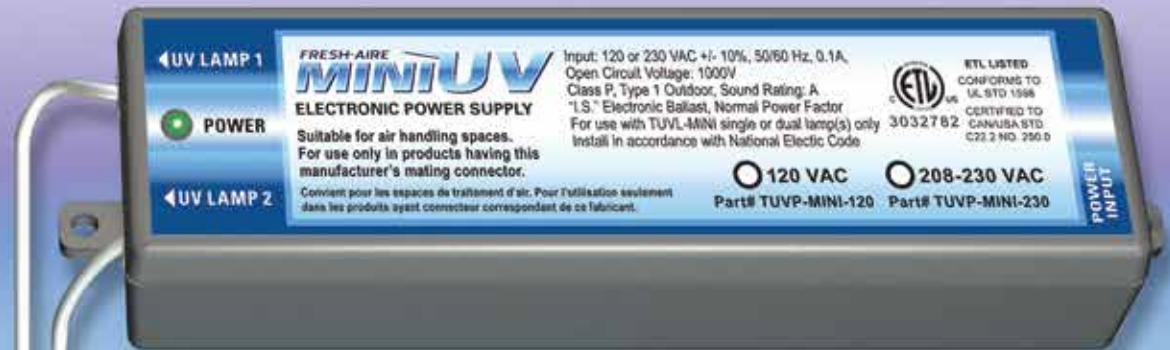 UV LAMP 1
POWER
UV LAMP 2
FRESH-AIRE
MINI UV
ELECTRONIC POWER SUPPLY
Suitable for air handling spaces.
For use only in products having this
manufacturer's mating connector.
Convient pour les espaces de traitement d'air. Pour l'utilisation seulement
dans les produits ayant connecteur correspondant de ce fabricant.
Input: 120 or 230 VAC +/- 10%, 50/60 Hz, 0.1A,
Open Circuit Voltage: 1000V
Class P, Type 1 Outdoor, Sound Rating: A
"I.S." Electronic Ballast, Normal Power Factor
For use with TUVL-MINI single or dual lamp(s) only
Install in accordance with National Electic Code
120 VAC
Part# TUVP-MINI-120
208-230 VAC
Part# TUVP-MINI-230
C ETL US
3032782
ETL LISTED
CONFORMS TO
UL STD 1598
CERTIFIED TO
CAN/USA STD
C22.2 NO. 250.0
POWER
INPUT